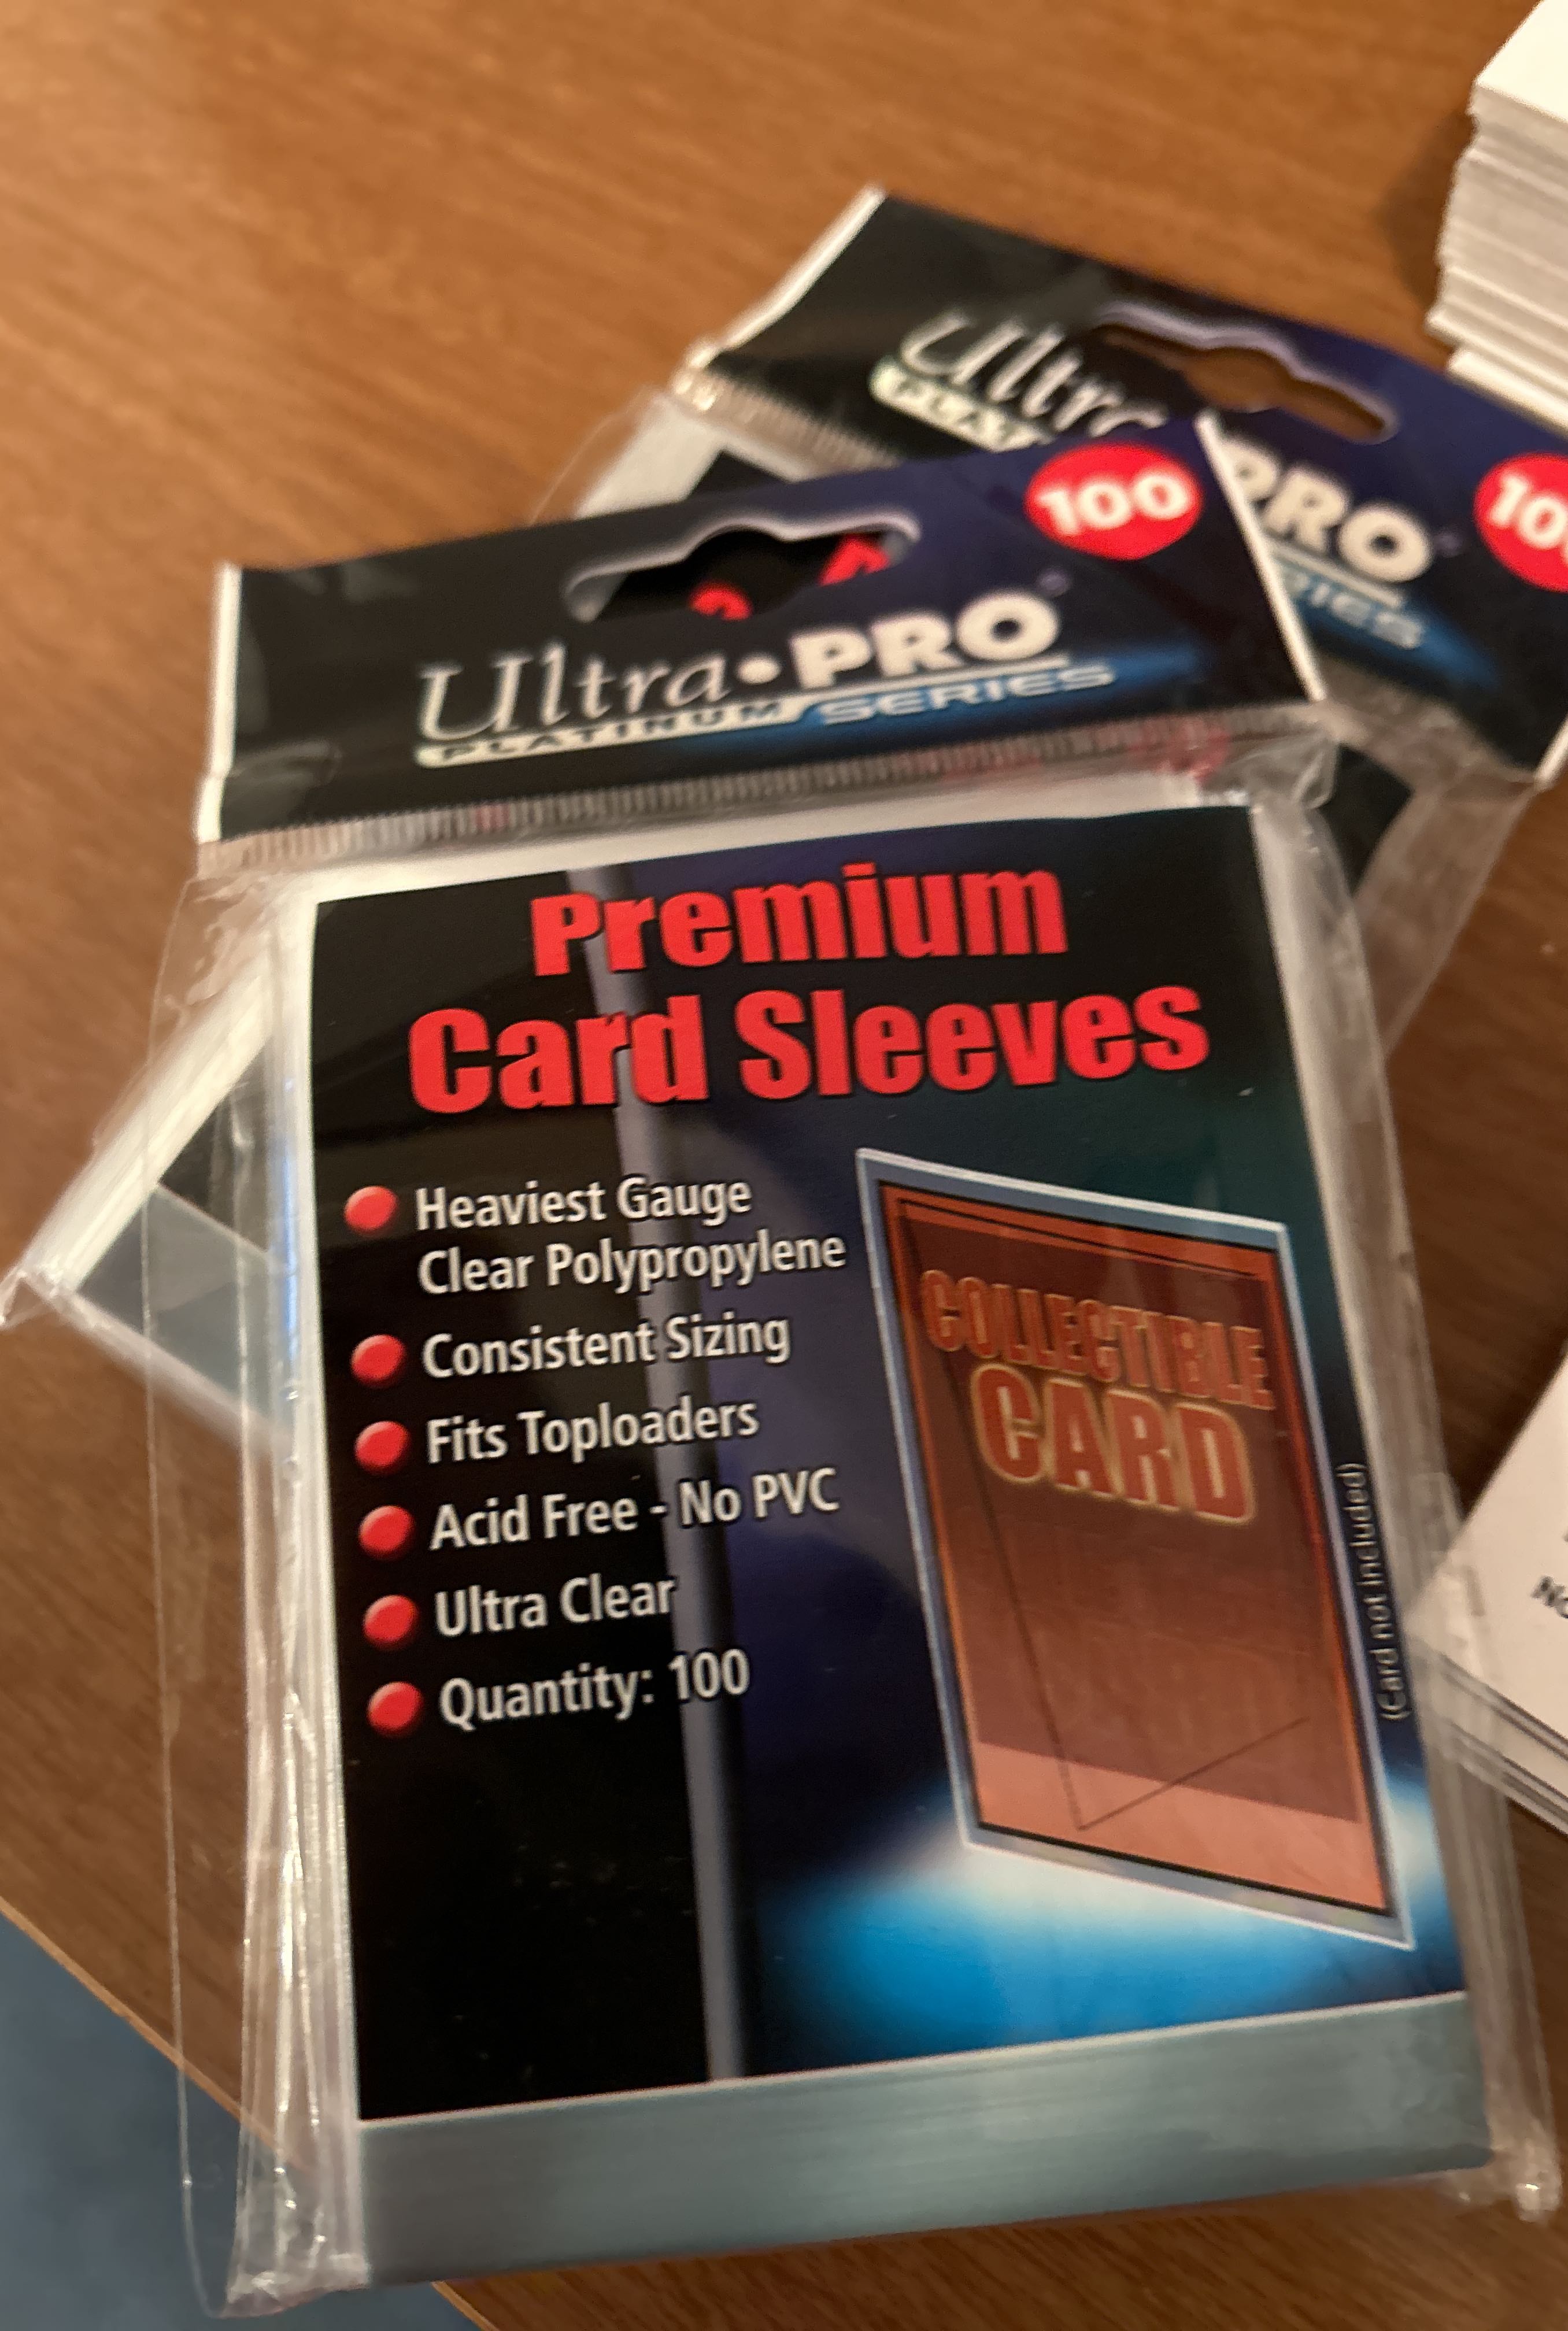 Ultra
PRO
SERIES
100
Ultra • PRO
PLATINUM SERIES
Premium
Card Sleeves
Heaviest Gauge
Clear Polypropylene
Consistent Sizing
Fits Toploaders
Acid Free - No PVC
Ultra Clear
Quantity: 100
COLLECTIBLE
CARD
(Card not included)